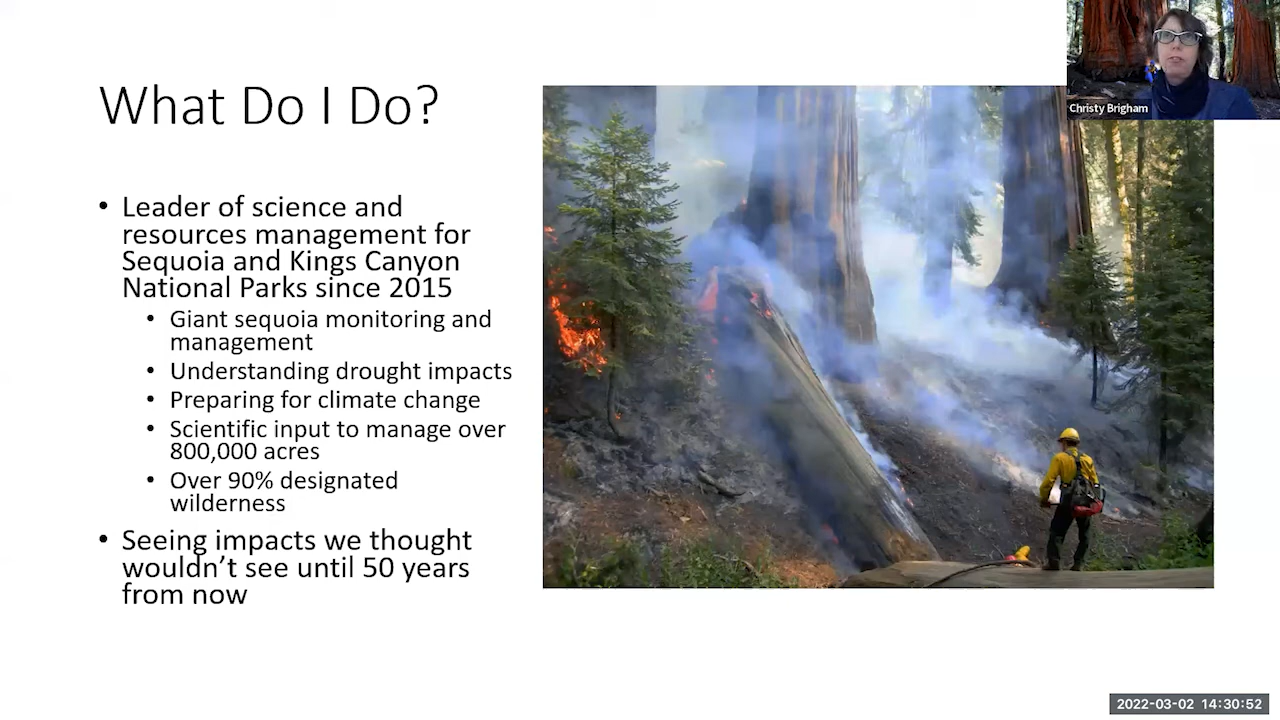 What Do I Do?
• Leader of science and
resources management for
Sequoia and Kings Canyon
National Parks since 2015
• Giant sequoia monitoring and
management
• Understanding drought impacts
• Preparing for climate change
• Scientific input to manage over
800,000 acres
• Over 90% designated
wilderness
• Seeing impacts we thought
wouldn’t see until 50 years
from now
Christy Brigham
2022-03-02 14:30:52